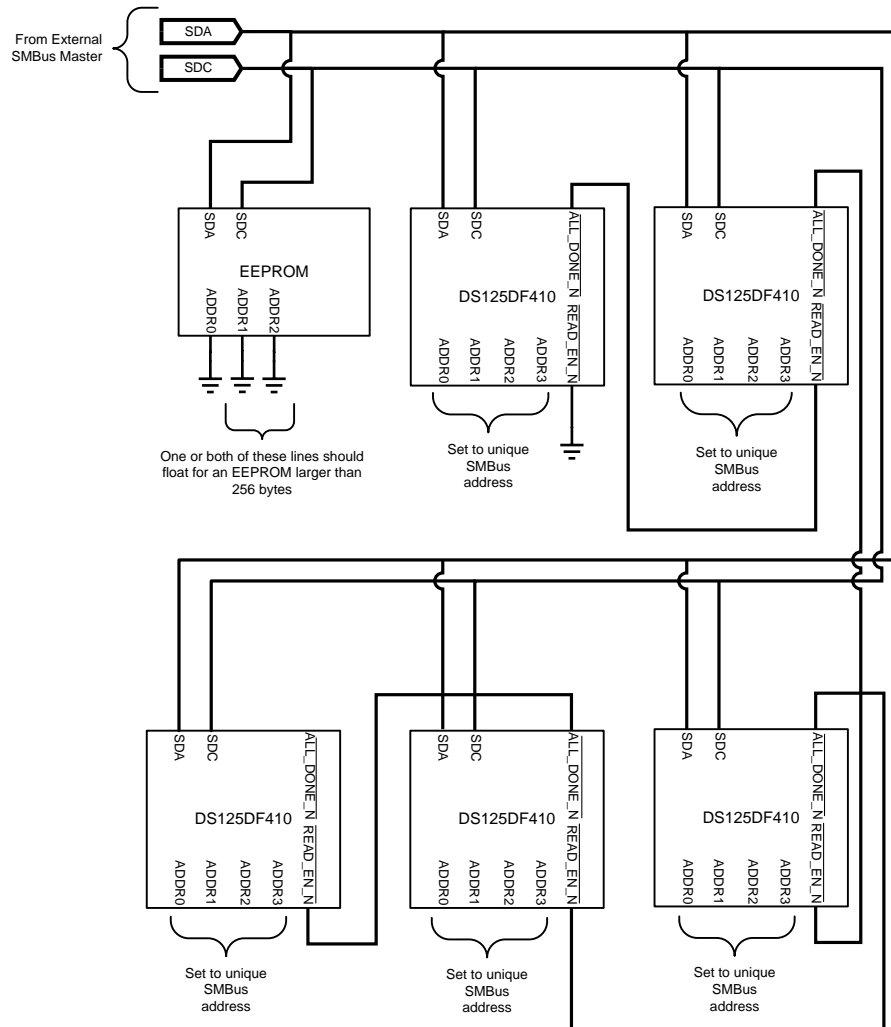 From External
SMBus Master
SDA
SDC
SDA
SDC
EEPROM
ADDR0
ADDR1
ADDR2
One or both of these lines should
float for an EEPROM larger than
256 bytes
SDA
SDC
ALL_DONE_N
DS125DF410
READ_EN_N
ADDR0
ADDR1
ADDR2
ADDR3
Set to unique
SMBus
address
SDA
SDC
ALL_DONE_N
DS125DF410
READ_EN_N
ADDR0
ADDR1
ADDR2
ADDR3
Set to unique
SMBus
address
SDA
SDC
ALL_DONE_N
DS125DF410
READ_EN_N
ADDR0
ADDR1
ADDR2
ADDR3
Set to unique
SMBus
address
SDA
SDC
ALL_DONE_N
DS125DF410
READ_EN_N
ADDR0
ADDR1
ADDR2
ADDR3
Set to unique
SMBus
address
SDA
SDC
ALL_DONE_N
DS125DF410
READ_EN_N
ADDR0
ADDR1
ADDR2
ADDR3
Set to unique
SMBus
address